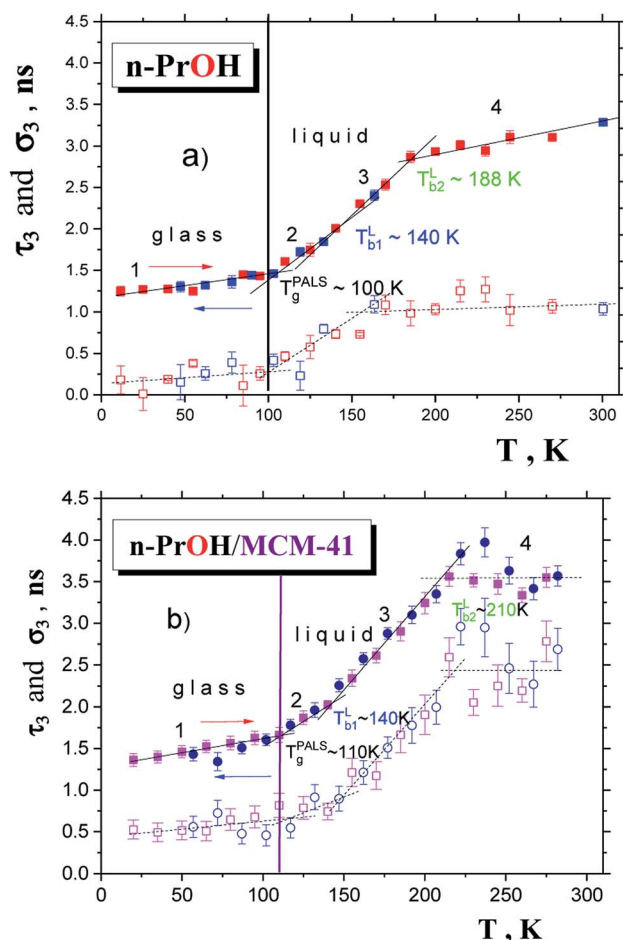 n-PrOH
a)
liquid
glass
1
2
3
4
T_b2^L ~ 188 K
T_b1^L ~ 140 K
T_g^PALS ~ 100 K
τ₃ and σ₃ , ns
4.5
4.0
3.5
3.0
2.5
2.0
1.5
1.0
0.5
0.0
0 50 100 150 200 250 300
T , K
n-PrOH/MCM-41
b)
liquid
glass
1
2
3
4
T_b2^L~210K
T_b1^L~140K
T_g^PALS~110K
τ₃ and σ₃ , ns
4.5
4.0
3.5
3.0
2.5
2.0
1.5
1.0
0.5
0.0
0 50 100 150 200 250 300
T , K